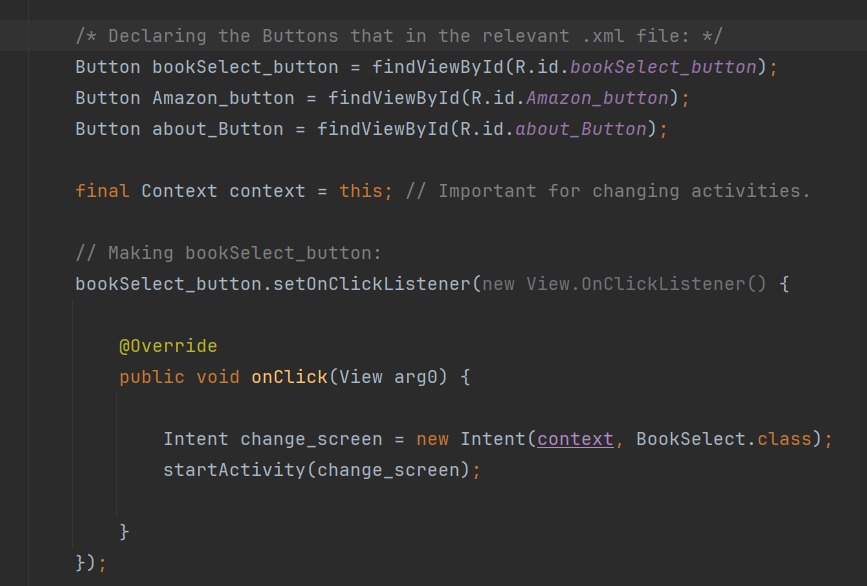 /* Declaring the Buttons that in the relevant .xml file: */
Button bookSelect_button = findViewById(R.id.bookSelect_button);
Button Amazon_button = findViewById(R.id.Amazon_button);
Button about_Button = findViewById(R.id.about_Button);
final Context context = this; // Important for changing activities.
// Making bookSelect_button:
bookSelect_button.setOnClickListener(new View.OnClickListener() {
@Override
public void onClick(View arg0) {
Intent change_screen = new Intent(context, BookSelect.class);
startActivity(change_screen);
}
});